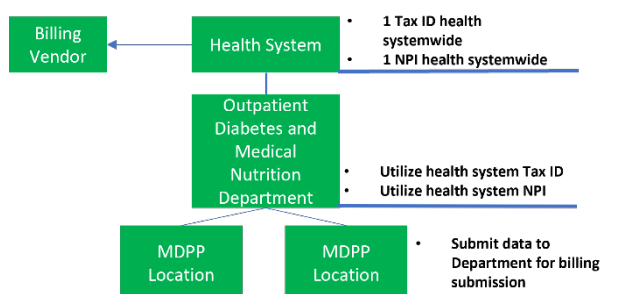 Billing
Vendor
Health System
• 1 Tax ID health
systemwide
• 1 NPI health systemwide
Outpatient
Diabetes and
Medical
Nutrition
Department
• Utilize health system Tax ID
• Utilize health system NPI
MDPP
Location
MDPP
Location
• Submit data to
Department for billing
submission